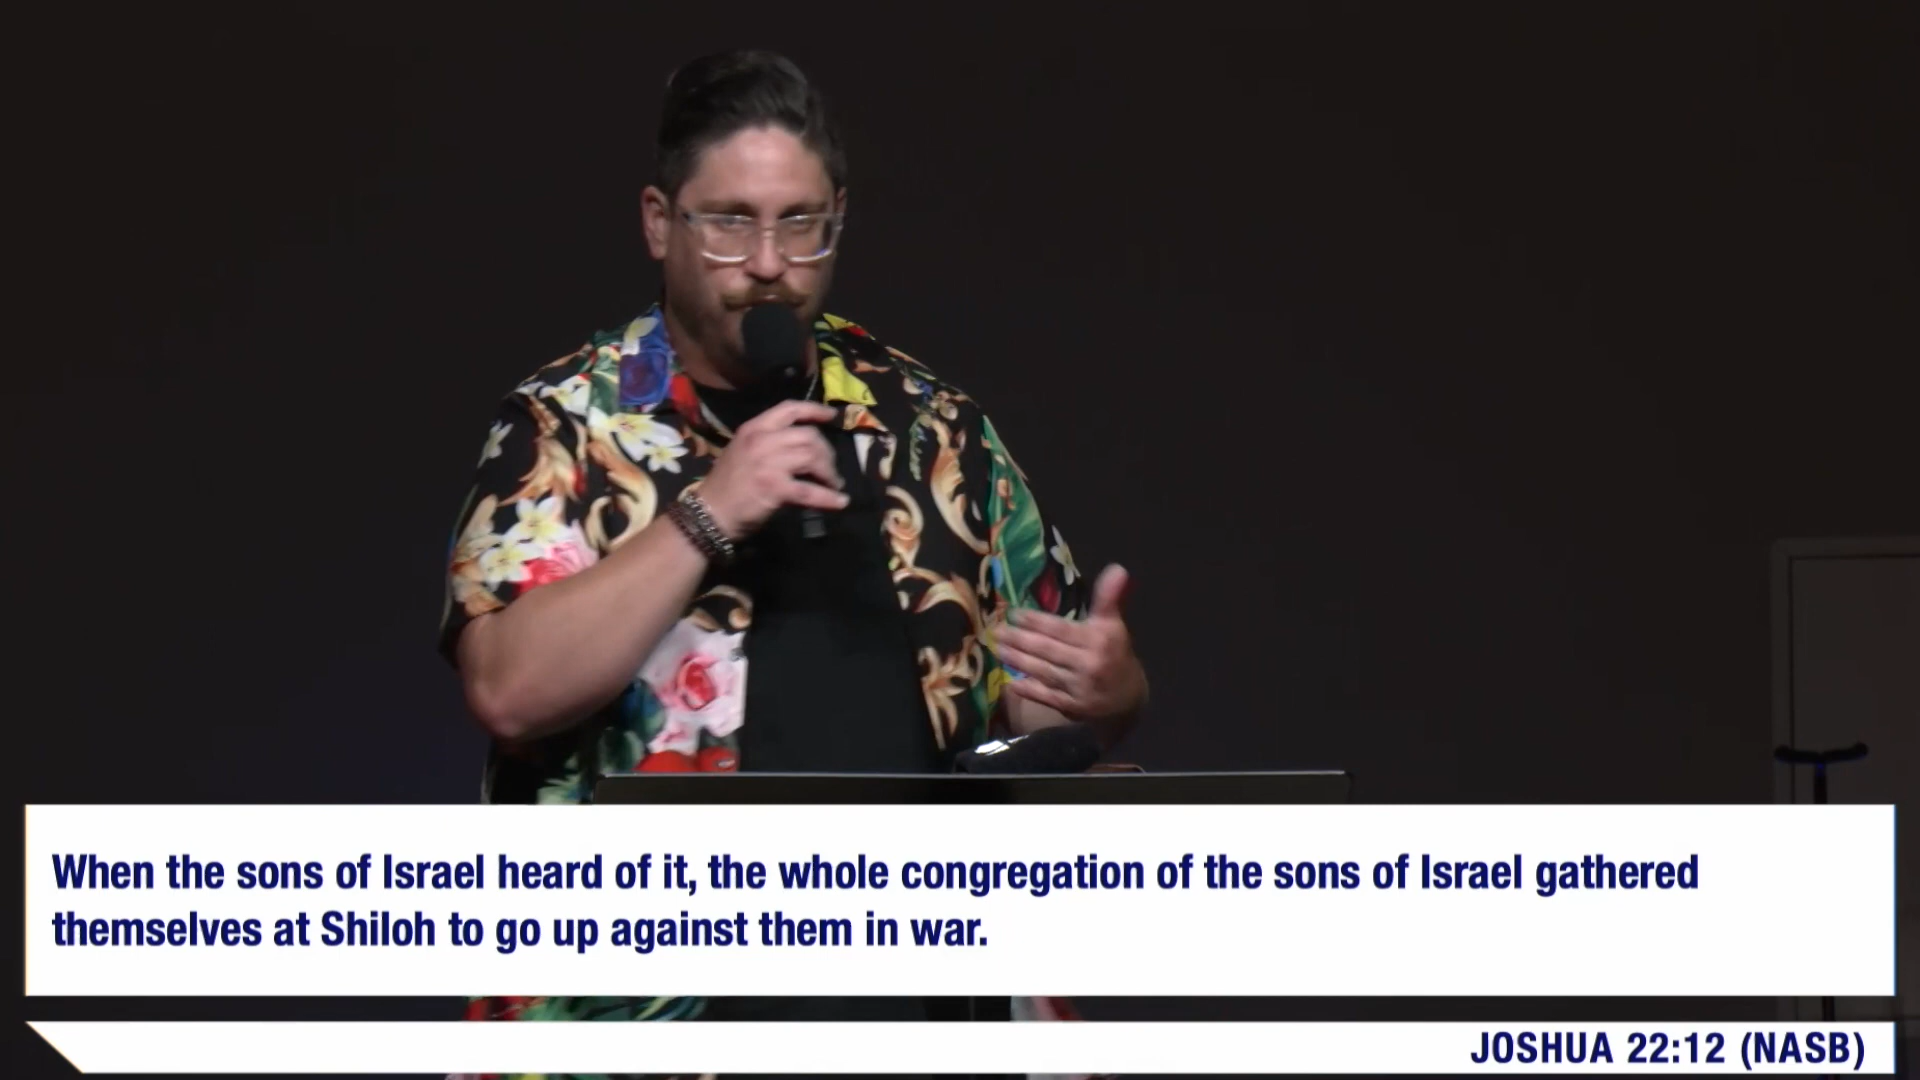 When the sons of Israel heard of it, the whole congregation of the sons of Israel gathered
themselves at Shiloh to go up against them in war.
JOSHUA 22:12 (NASB)